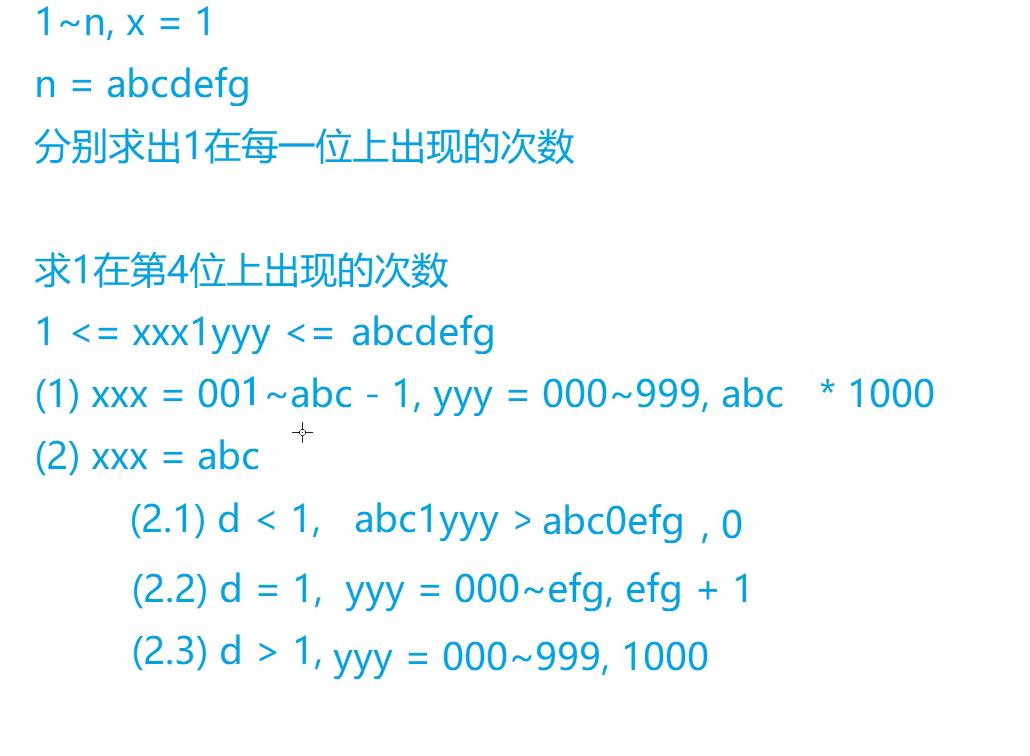 1~n, x = 1
n = abcdefg
分别求出1在每一位上出现的次数
求1在第4位上出现的次数
1 <= xxx1yyy <= abcdefg
(1) xxx = 001~abc - 1, yyy = 000~999, abc * 1000
(2) xxx = abc
(2.1) d < 1, abc1yyy > abc0efg , 0
(2.2) d = 1, yyy = 000~efg, efg + 1
(2.3) d > 1, yyy = 000~999, 1000